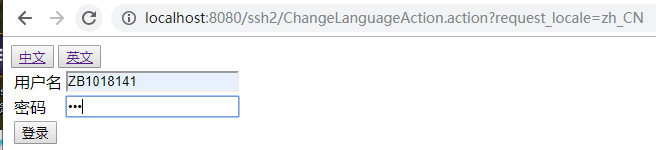 localhost:8080/ssh2/ChangeLanguageAction.action?request_locale=zh_CN
中文 英文
用户名 ZB1018141
密码 •••
登录